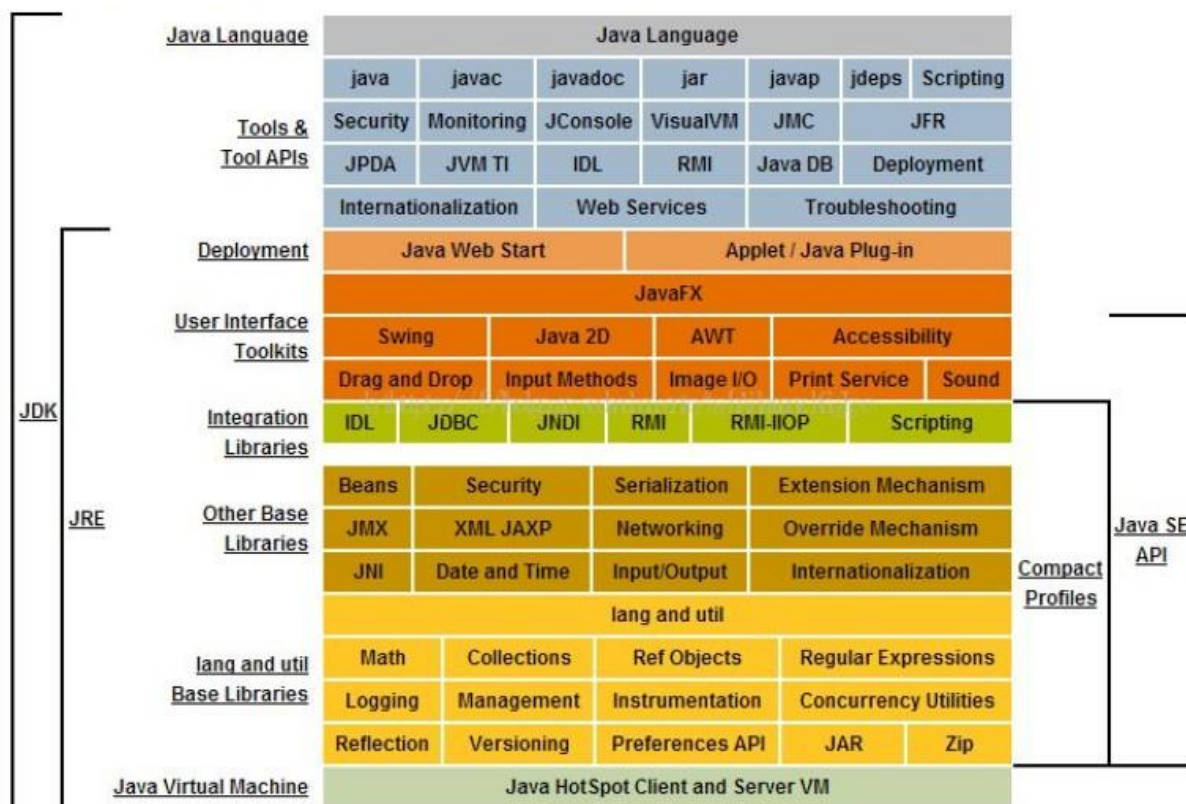 Java Language Java Language
java javac javadoc jar javap jdeps Scripting
Tools & Security Monitoring JConsole VisualVM JMC JFR
Tool APIs JPDA JVM TI IDL RMI Java DB Deployment
Internationalization Web Services Troubleshooting
Deployment Java Web Start Applet / Java Plug-in
JavaFX
User Interface
Toolkits
Swing Java 2D AWT Accessibility
Drag and Drop Input Methods Image I/O Print Service Sound
JDK
Integration
Libraries
IDL JDBC JNDI RMI RMI-IIOP Scripting
JRE
Other Base
Libraries
Beans Security Serialization Extension Mechanism
JMX XML JAXP Networking Override Mechanism
JNI Date and Time Input/Output Internationalization
Java SE
API
Compact
Profiles
lang and util
lang and util
Base Libraries
Math Collections Ref Objects Regular Expressions
Logging Management Instrumentation Concurrency Utilities
Reflection Versioning Preferences API JAR Zip
Java Virtual Machine Java HotSpot Client and Server VM